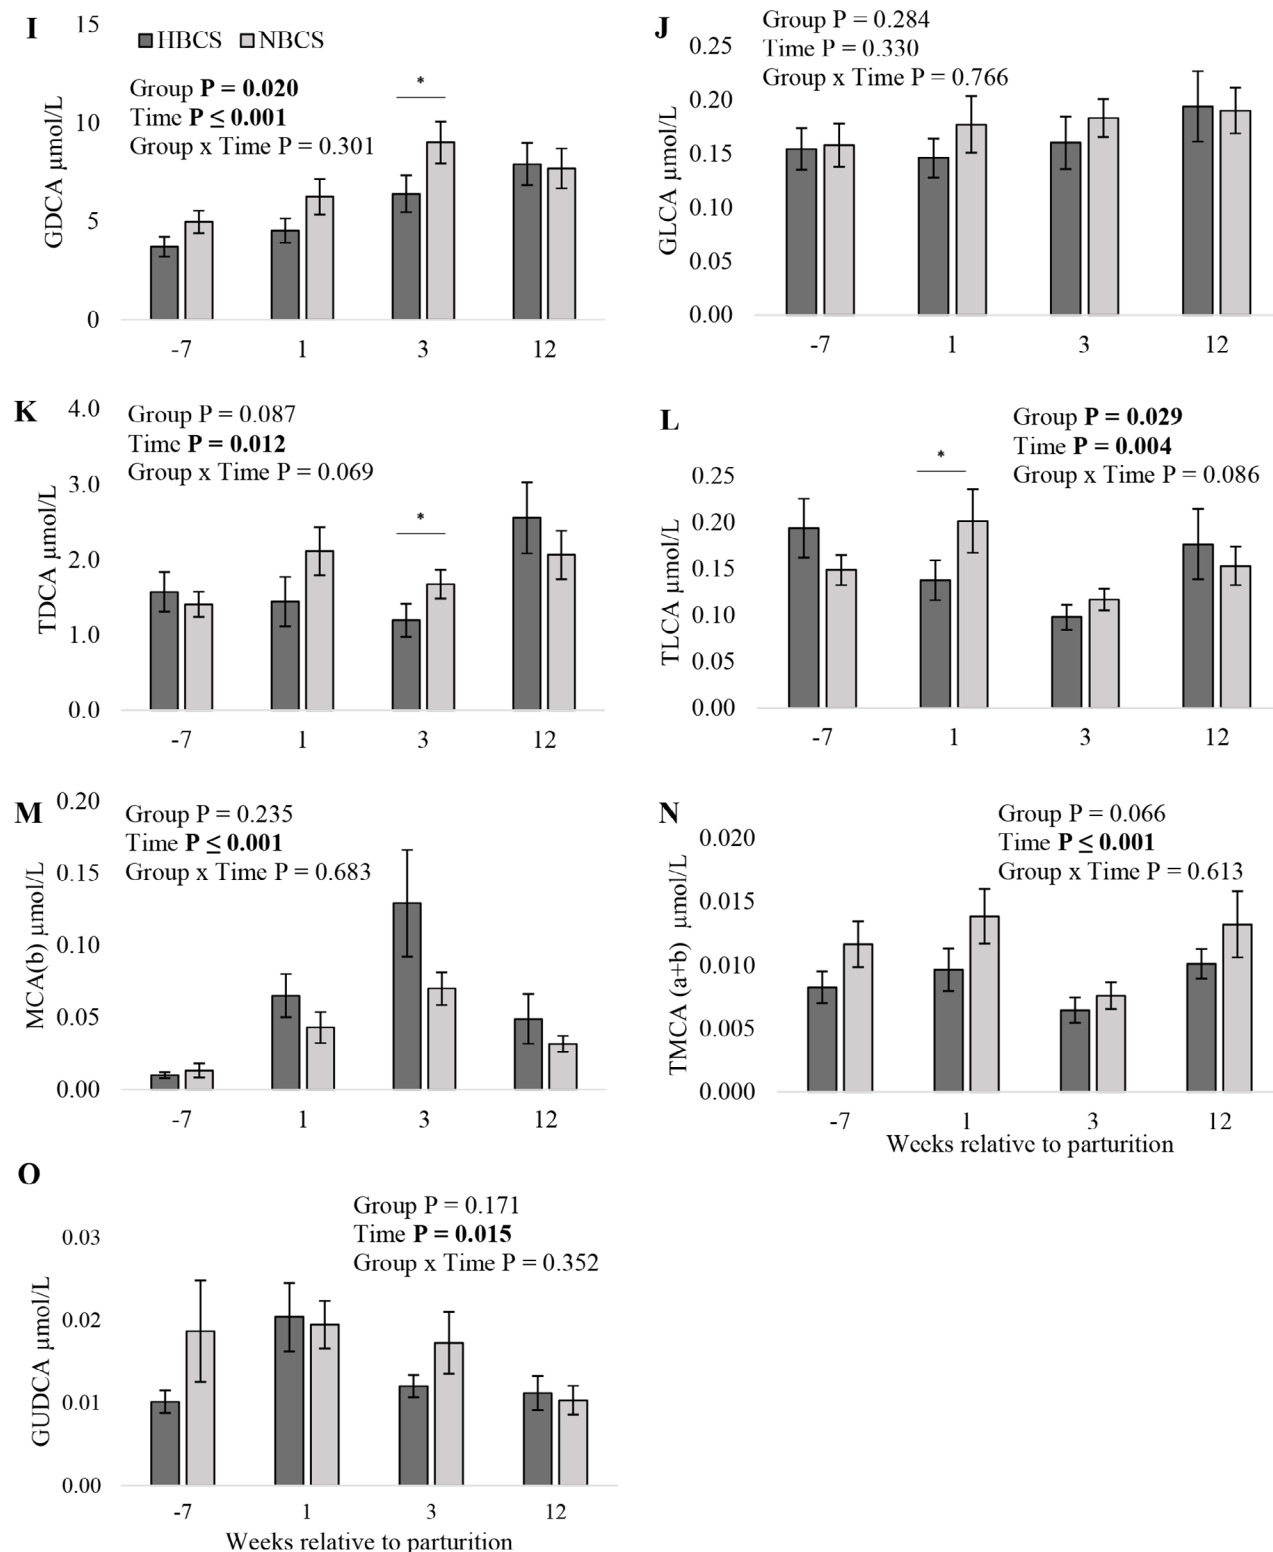 I
15
HBCS NBCS
Group P = 0.020
Time P ≤ 0.001
Group x Time P = 0.301
*
10
5
0
GDCA µmol/L
-7 1 3 12
J
Group P = 0.284
Time P = 0.330
Group x Time P = 0.766
0.25
0.20
0.15
0.10
0.05
0.00
GLCA µmol/L
-7 1 3 12
K
4.0
Group P = 0.087
Time P = 0.012
Group x Time P = 0.069
3.0
*
2.0
1.0
0.0
TDCA µmol/L
-7 1 3 12
L
Group P = 0.029
Time P = 0.004
Group x Time P = 0.086
*
0.25
0.20
0.15
0.10
0.05
0.00
TLCA µmol/L
-7 1 3 12
M
0.20
Group P = 0.235
Time P ≤ 0.001
Group x Time P = 0.683
0.15
0.10
0.05
0.00
MCA(b) µmol/L
-7 1 3 12
N
Group P = 0.066
Time P ≤ 0.001
Group x Time P = 0.613
0.020
0.015
0.010
0.005
0.000
TMCA (a+b) µmol/L
-7 1 3 12
Weeks relative to parturition
O
Group P = 0.171
Time P = 0.015
Group x Time P = 0.352
0.03
0.02
0.01
0.00
GUDCA µmol/L
-7 1 3 12
Weeks relative to parturition